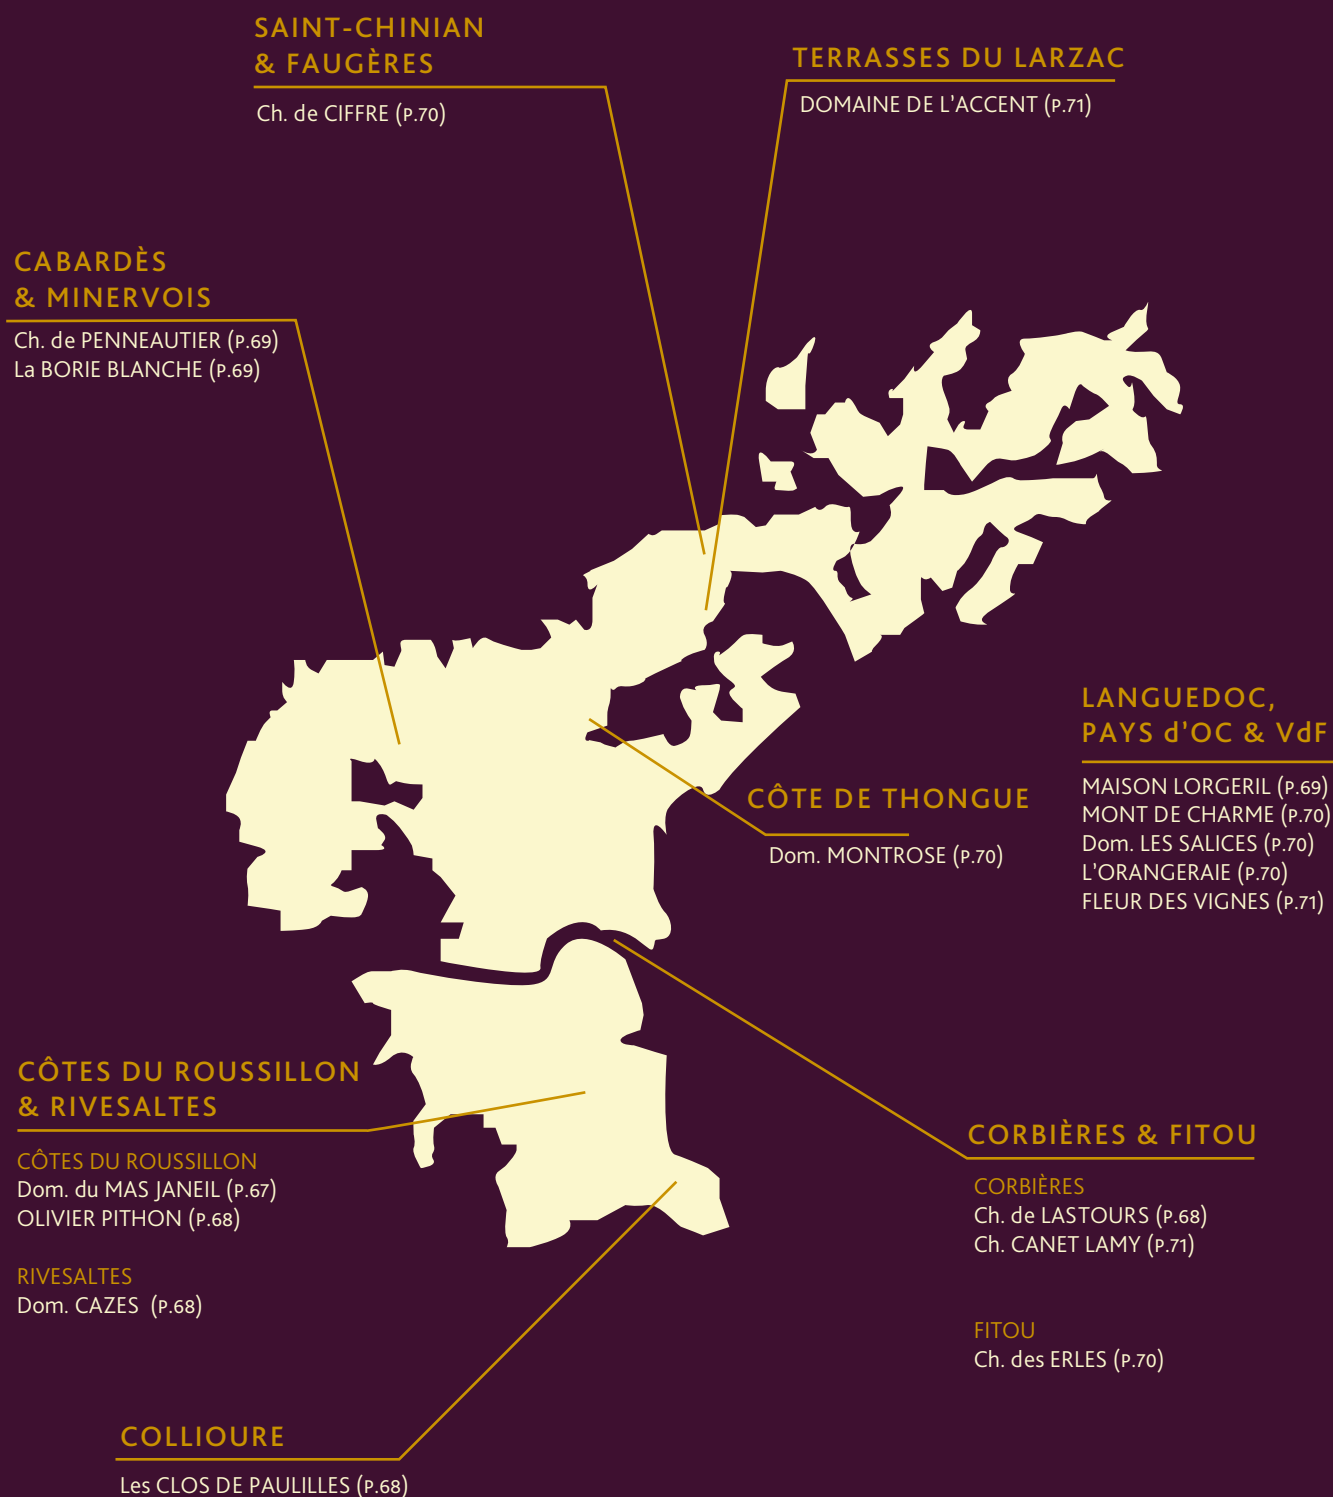 SAINT-CHINIAN
& FAUGÈRES
Ch. de CIFFRE (P.70)
TERRASSES DU LARZAC
DOMAINE DE L'ACCENT (P.71)
CABARDÈS
& MINERVOIS
Ch. de PENNEAUTIER (P.69)
La BORIE BLANCHE (P.69)
LANGUEDOC,
PAYS d'OC & VdF
MAISON LORGERIL (P.69)
MONT DE CHARME (P.70)
Dom. LES SALICES (P.70)
L'ORANGERAIE (P.70)
FLEUR DES VIGNES (P.71)
CÔTE DE THONGUE
Dom. MONTROSE (P.70)
CÔTES DU ROUSSILLON
& RIVESALTES
CÔTES DU ROUSSILLON
Dom. du MAS JANEIL (P.67)
OLIVIER PITHON (P.68)
RIVESALTES
Dom. CAZES (P.68)
CORBIÈRES & FITOU
CORBIÈRES
Ch. de LASTOURS (P.68)
Ch. CANET LAMY (P.71)
FITOU
Ch. des ERLES (P.70)
COLLIOURE
Les CLOS DE PAULILLES (P.68)